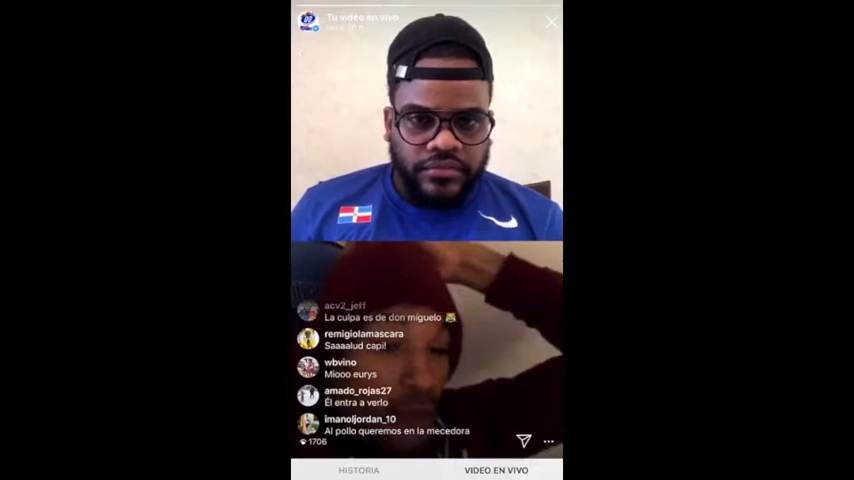 Tu video en vivo
acv2_jeff
La culpa es de don miguelo
remigiolamascara
Saaaalud capi!
wbvino
Miooo eurys
amado_rojas27
Él entra a verlo
imanoljordan_10
Al pollo queremos en la mecedora
1706
HISTORIA
VIDEO EN VIVO